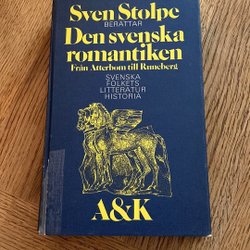 Sven Stolpe
BERÄTTAR
Den svenska
romantiken
Från Atterbom till Runeberg
SVENSKA
FOLKETS
LITTERATUR
HISTORIA
A&K